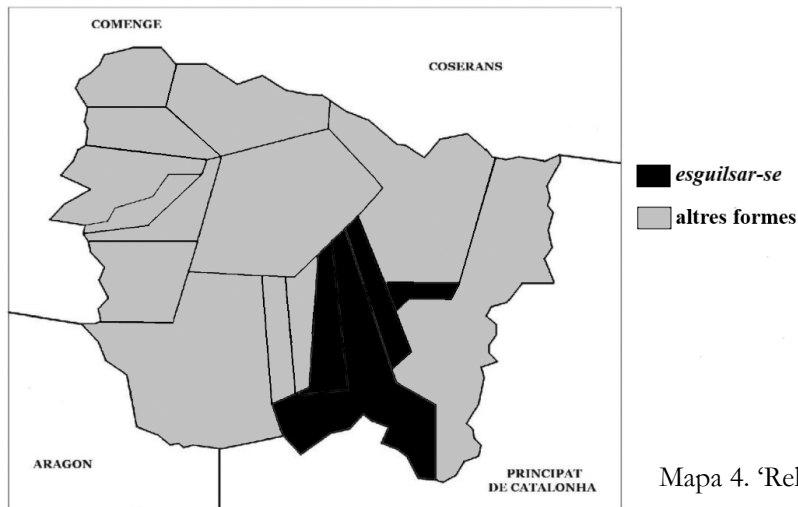 COMENGE
COSERANS
esguilsar-se
altres formes
ARAGON
PRINCIPAT
DE CATALONHA
Mapa 4. ‘Rel